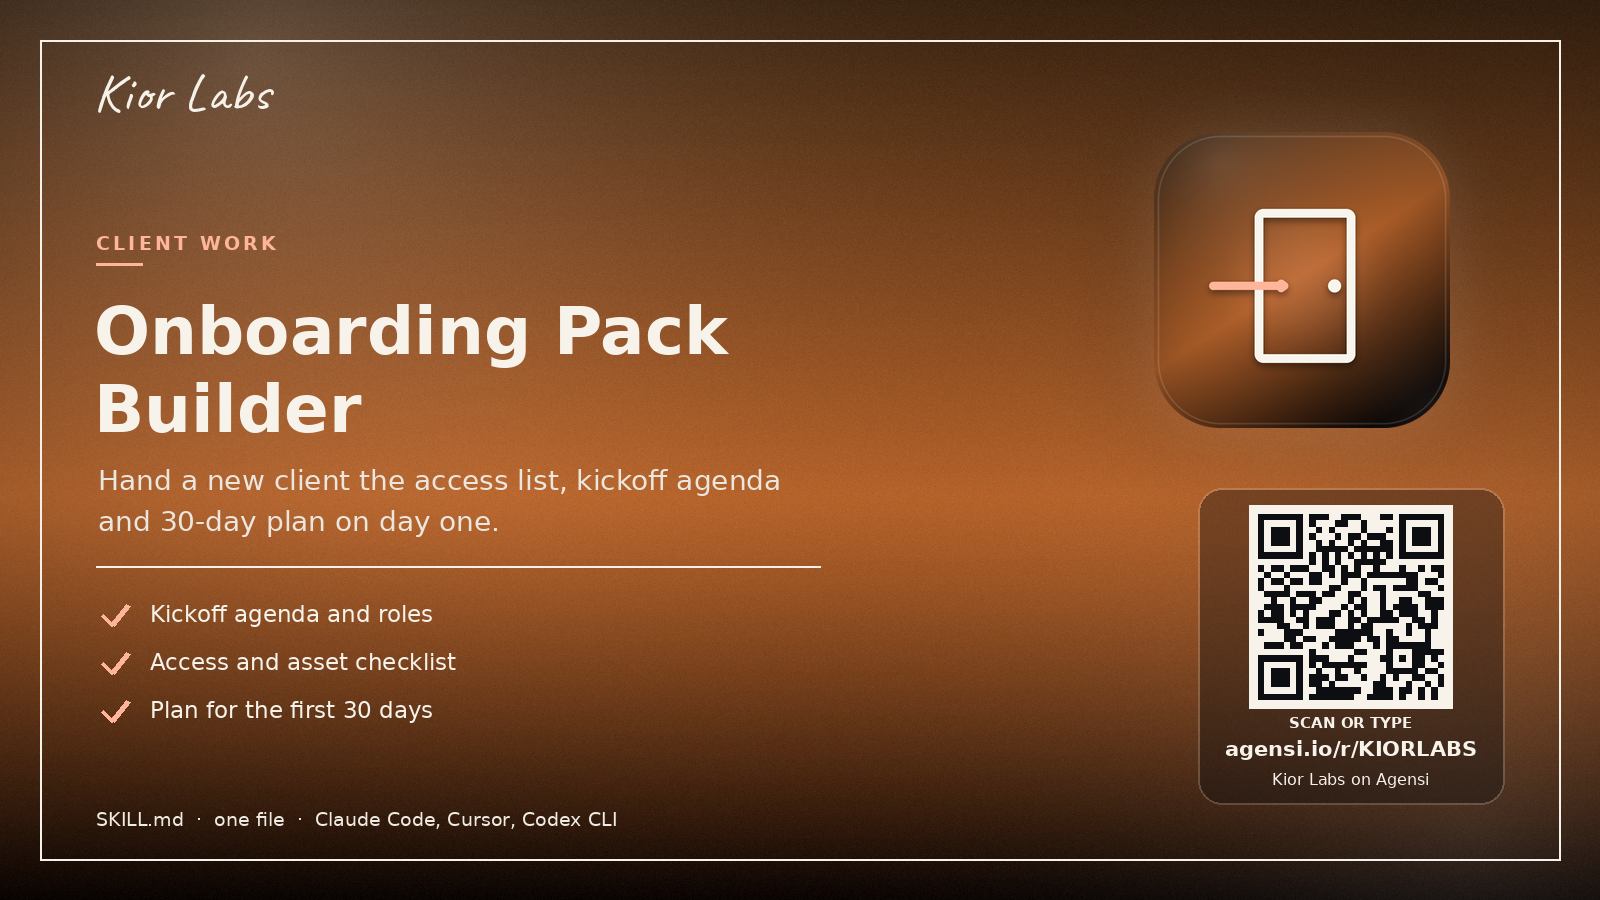 Kior Labs
CLIENT WORK
Onboarding Pack
Builder
Hand a new client the access list, kickoff agenda
and 30-day plan on day one.
Kickoff agenda and roles
Access and asset checklist
Plan for the first 30 days
SKILL.md · one file · Claude Code, Cursor, Codex CLI
SCAN OR TYPE
agensi.io/r/KIORLABS
Kior Labs on Agensi